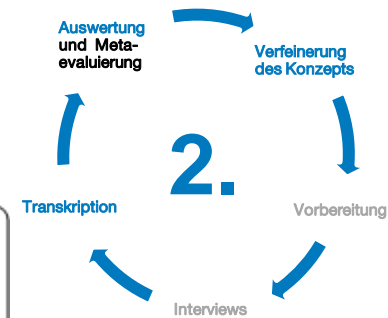 Auswertung
und Meta-
evaluierung
Verfeinerung
des Konzepts
2.
Transkription
Vorbereitung
Interviews